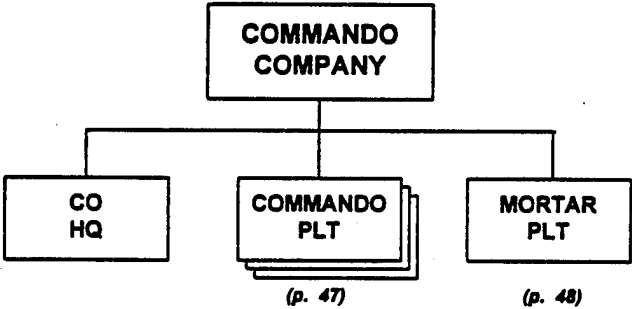 COMMANDO
COMPANY
CO
HQ
COMMANDO
PLT
MORTAR
PLT
(p. 47)
(p. 48)